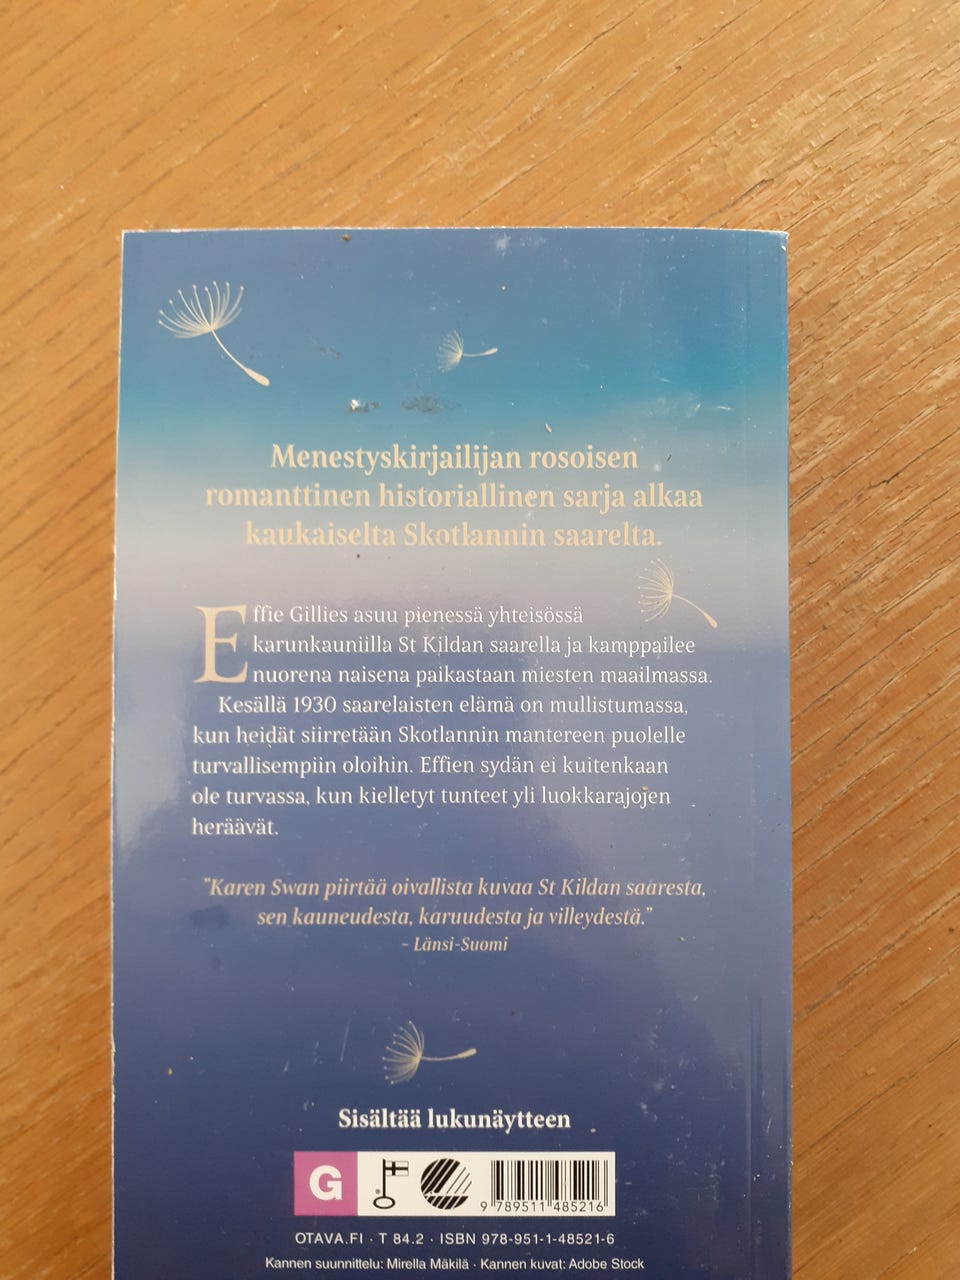 Menestyskirjailijan rosoisen
romanttinen historiallinen sarja alkaa
kaukaiselta Skotlannin saarelta.
Effie Gillies asuu pienessä yhteisössä
karunkauniilla St Kildan saarella ja kamppailee
nuorena naisena paikastaan miesten maailmassa.
Kesällä 1930 saarelaisten elämä on mullistumassa,
kun heidät siirretään Skotlannin mantereen puolelle
turvallisempiin oloihin. Effien sydän ei kuitenkaan
ole turvassa, kun kielletyt tunteet yli luokkarajojen
heräävät.
"Karen Swan piirtää oivallista kuvaa St Kildan saaresta,
sen kauneudesta, karuudesta ja villeydestä."
- Länsi-Suomi
Sisältää lukunäytteen
G
9 789511 485216
OTAVA.FI · T 84.2 · ISBN 978-951-1-48521-6
Kannen suunnittelu: Mirella Mäkilä · Kannen kuvat: Adobe Stock